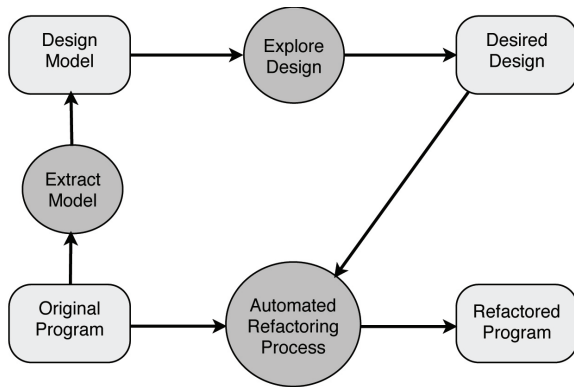 Design
Model
Explore
Design
Desired
Design
Extract
Model
Original
Program
Automated
Refactoring
Process
Refactored
Program